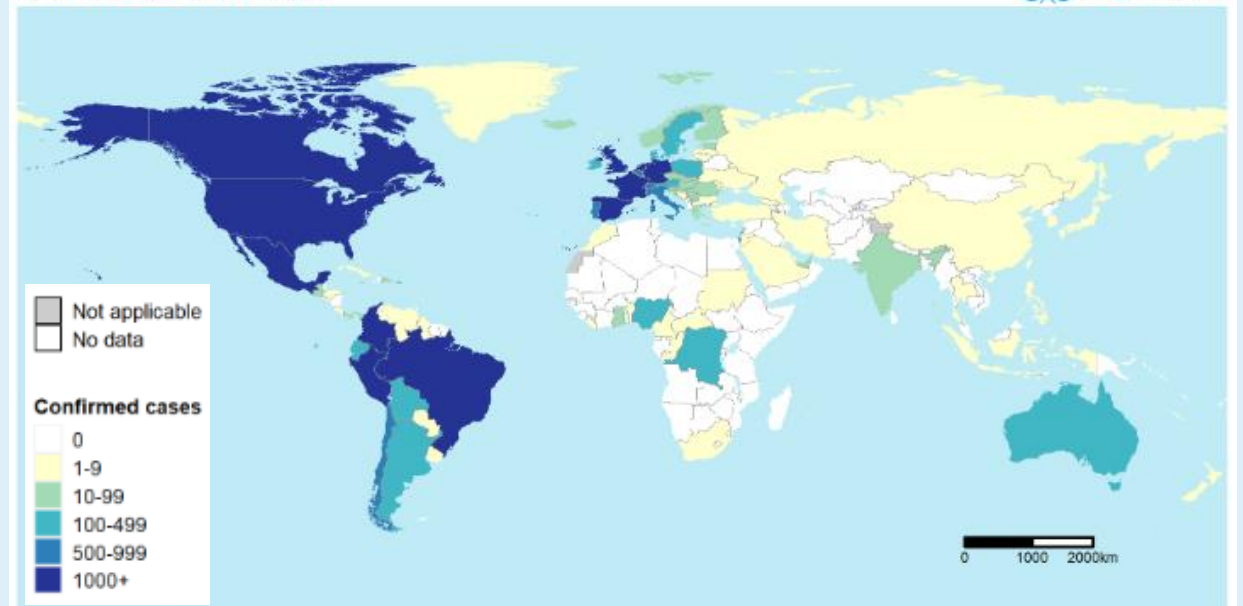 Not applicable
No data
Confirmed cases
0
1-9
10-99
100-499
500-999
1000+
0 1000 2000km